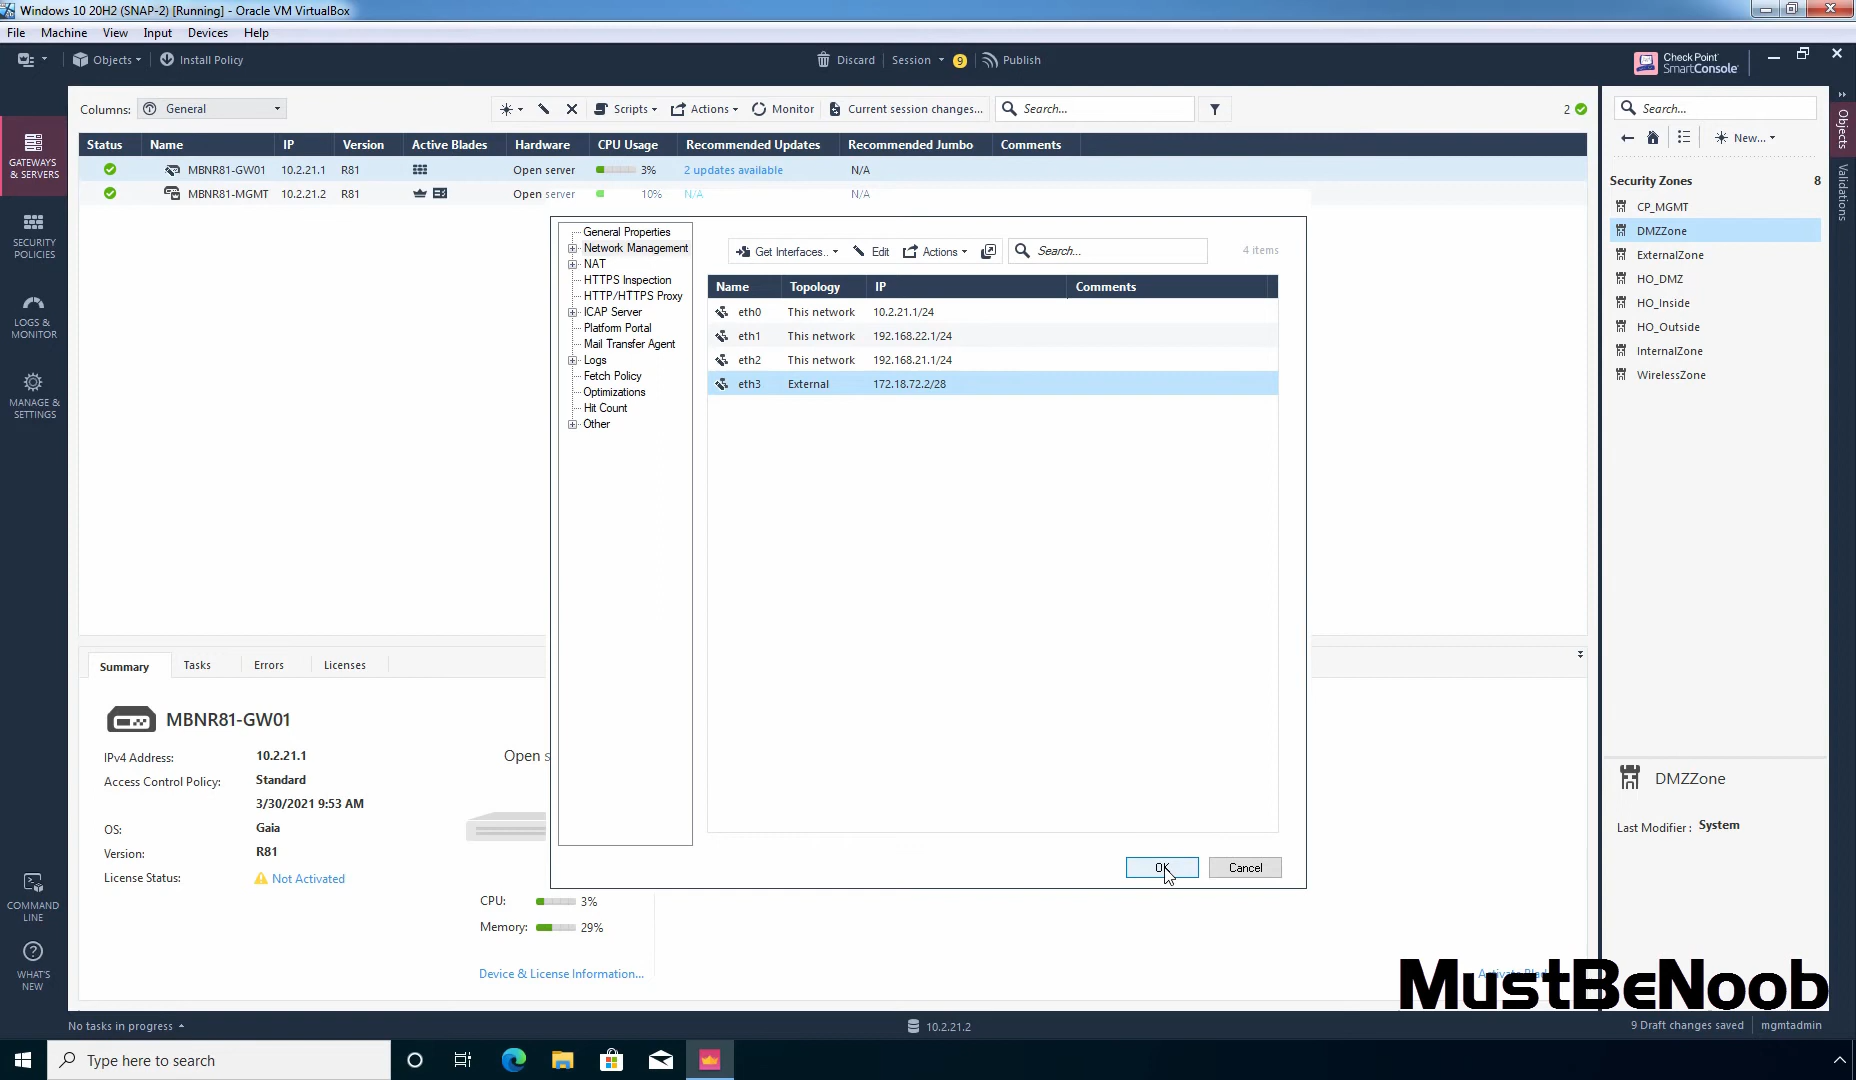 Windows 10 20H2 (SNAP-2) [Running] - Oracle VM VirtualBox
File Machine View Input Devices Help
Objects Install Policy Discard Session 9 Publish Check Point SmartConsole
Columns: General Scripts Actions Monitor Current session changes... Search... 2 Search...
Status Name IP Version Active Blades Hardware CPU Usage Recommended Updates Recommended Jumbo Comments
MBNR81-GW01 10.2.21.1 R81 Open server 3% 2 updates available N/A
MBNR81-MGMT 10.2.21.2 R81 Open server 10% N/A N/A
GATEWAYS
& SERVERS
SECURITY
POLICIES
LOGS &
MONITOR
MANAGE &
SETTINGS
COMMAND
LINE
WHAT'S
NEW
General Properties
Network Management
NAT
HTTPS Inspection
HTTP/HTTPS Proxy
ICAP Server
Platform Portal
Mail Transfer Agent
Logs
Fetch Policy
Optimizations
Hit Count
Other
Get Interfaces.. Edit Actions Search... 4 items
Name Topology IP Comments
eth0 This network 10.2.21.1/24
eth1 This network 192.168.22.1/24
eth2 This network 192.168.21.1/24
eth3 External 172.18.72.2/28
OK Cancel
New...
Security Zones 8
CP_MGMT
DMZZone
ExternalZone
HO_DMZ
HO_Inside
HO_Outside
InternalZone
WirelessZone
DMZZone
Last Modifier : System
Objects
Validations
Summary Tasks Errors Licenses
MBNR81-GW01
IPv4 Address: 10.2.21.1
Access Control Policy: Standard
3/30/2021 9:53 AM
OS: Gaia
Version: R81
License Status: Not Activated
Open s
CPU: 3%
Memory: 29%
Device & License Information...
MustBeNoob
No tasks in progress 10.2.21.2 9 Draft changes saved mgmtadmin
Type here to search